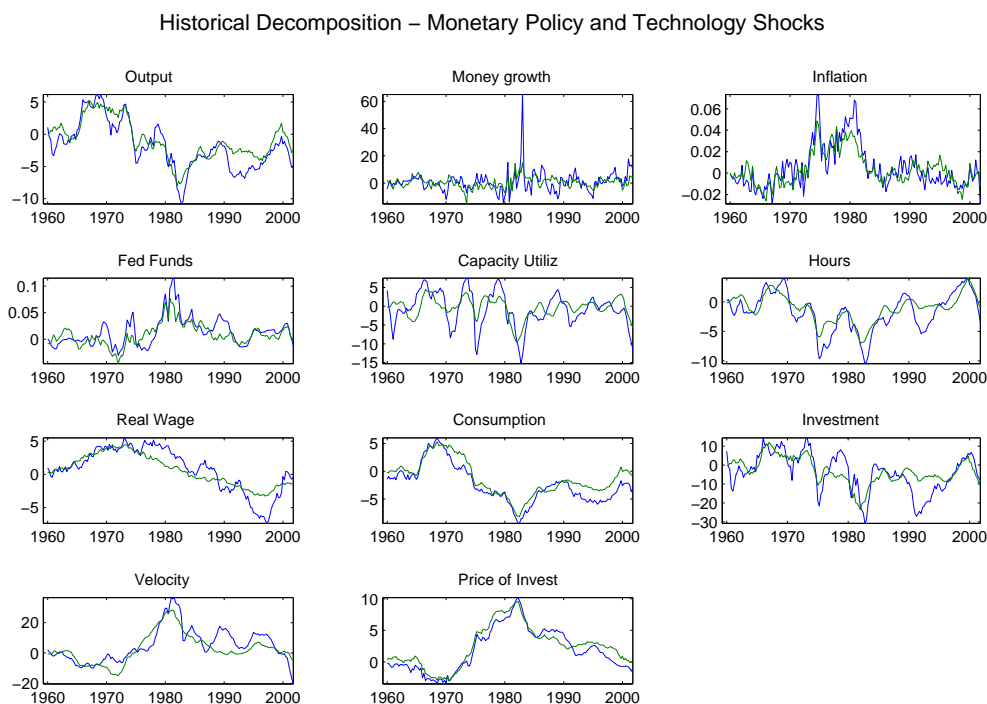 Historical Decomposition – Monetary Policy and Technology Shocks
Output
5
0
−5
−10
1960 1970 1980 1990 2000
Money growth
60
40
20
0
1960 1970 1980 1990 2000
Inflation
0.06
0.04
0.02
0
−0.02
1960 1970 1980 1990 2000
Fed Funds
0.1
0.05
0
1960 1970 1980 1990 2000
Capacity Utiliz
5
0
−5
−10
−15
1960 1970 1980 1990 2000
Hours
0
−5
−10
1960 1970 1980 1990 2000
Real Wage
5
0
−5
1960 1970 1980 1990 2000
Consumption
5
0
−5
1960 1970 1980 1990 2000
Investment
10
0
−10
−20
−30
1960 1970 1980 1990 2000
Velocity
20
0
−20
1960 1970 1980 1990 2000
Price of Invest
10
5
0
1960 1970 1980 1990 2000